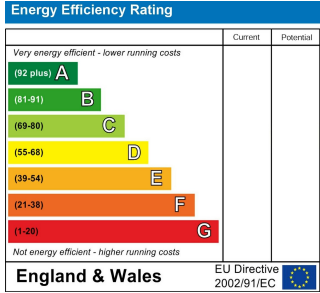 Energy Efficiency Rating
Current Potential
Very energy efficient - lower running costs
(92 plus) A
(81-91) B
(69-80) C
(55-68) D
(39-54) E
(21-38) F
(1-20) G
Not energy efficient - higher running costs
England & Wales
EU Directive
2002/91/EC